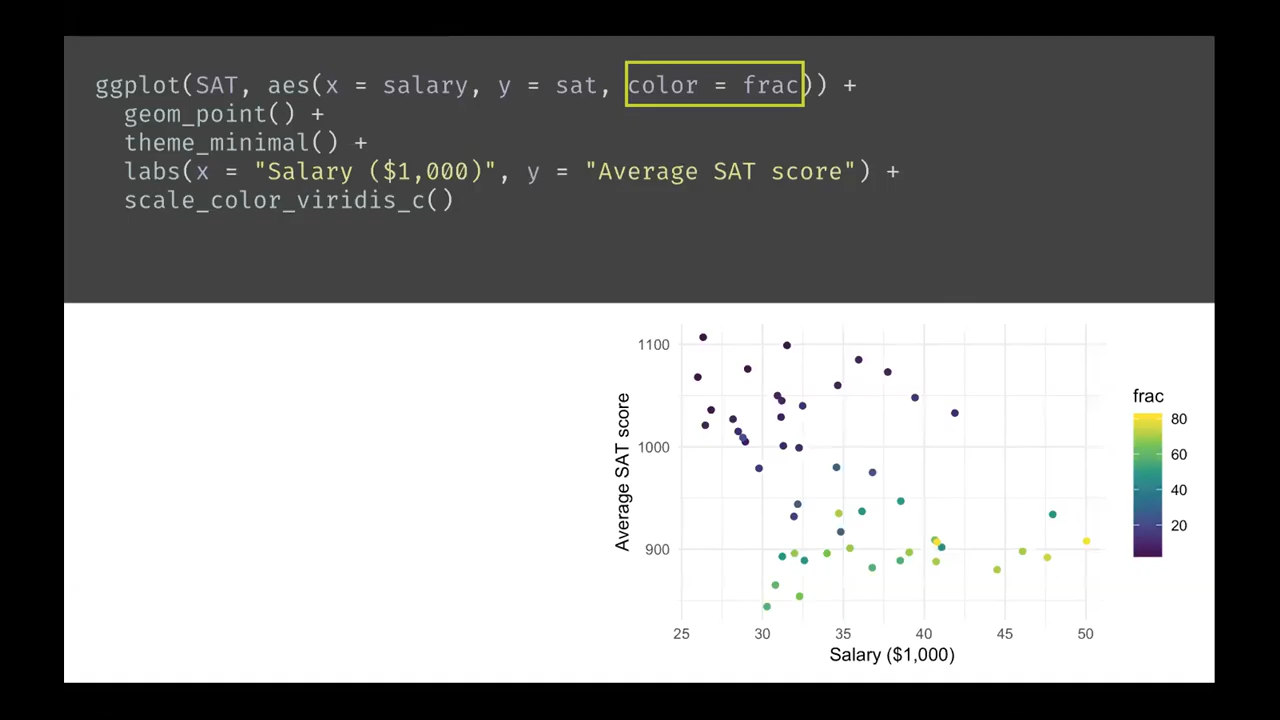 ggplot(SAT, aes(x = salary, y = sat, color = frac)) +
  geom_point() +
  theme_minimal() +
  labs(x = "Salary ($1,000)", y = "Average SAT score") +
  scale_color_viridis_c()
1100
1000
900
Average SAT score
25 30 35 40 45 50
Salary ($1,000)
frac
80
60
40
20